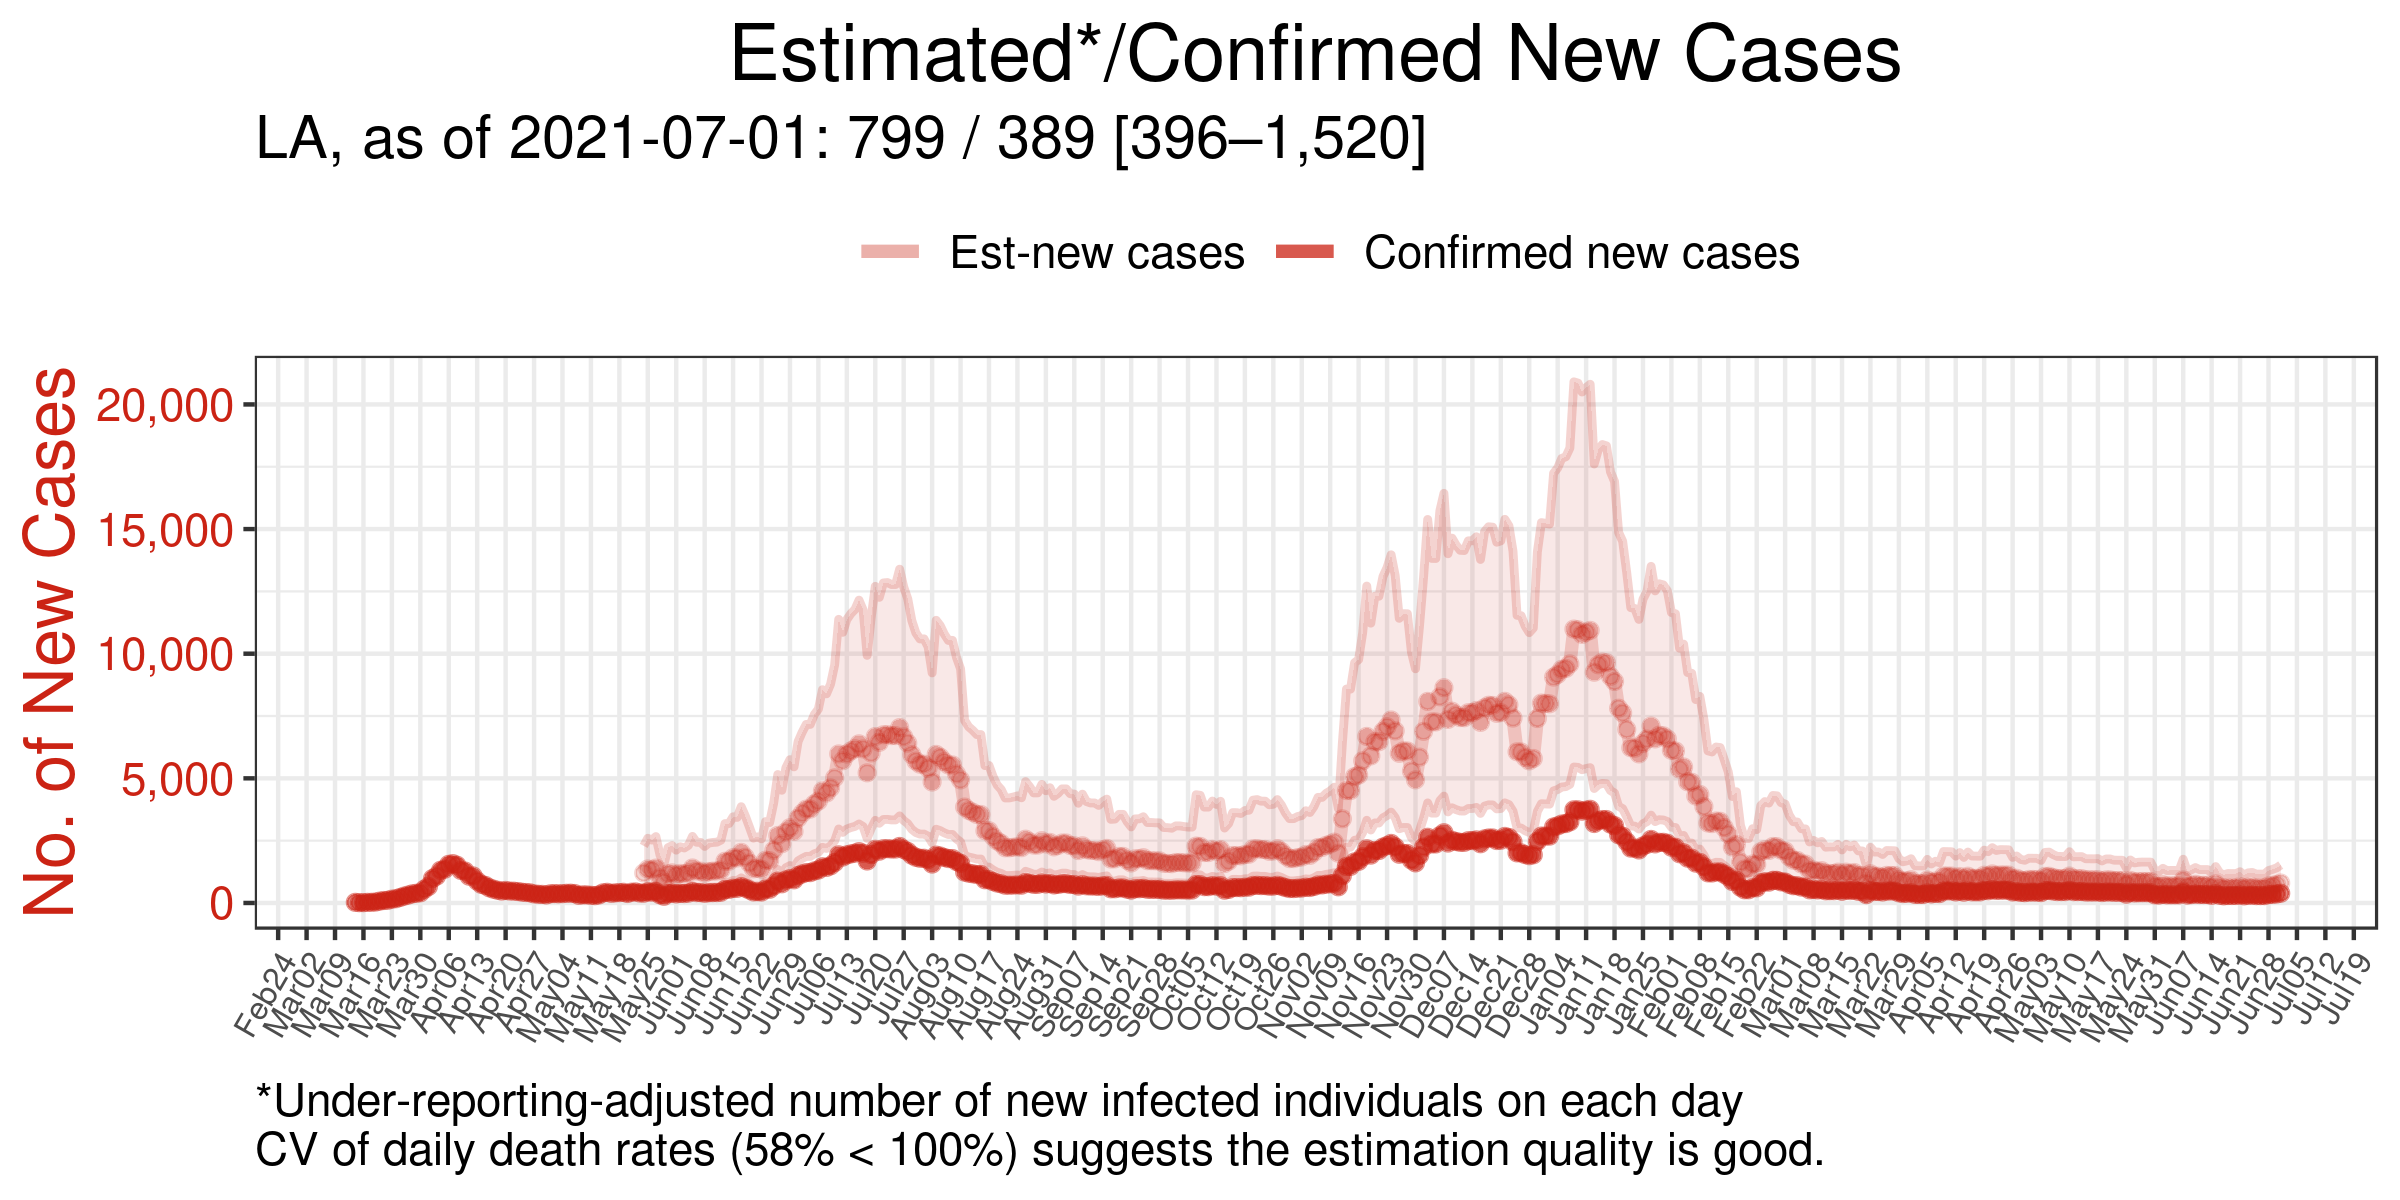 Estimated*/Confirmed New Cases
LA, as of 2021-07-01: 799 / 389 [396–1,520]
Est-new cases
Confirmed new cases
No. of New Cases
20,000
15,000
10,000
5,000
0
Feb24
Mar02
Mar09
Mar16
Mar23
Mar30
Apr06
Apr13
Apr20
Apr27
May04
May11
May18
May25
Jun01
Jun08
Jun15
Jun22
Jun29
Jul06
Jul13
Jul20
Jul27
Aug03
Aug10
Aug17
Aug24
Aug31
Sep07
Sep14
Sep21
Sep28
Oct05
Oct12
Oct19
Oct26
Nov02
Nov09
Nov16
Nov23
Nov30
Dec07
Dec14
Dec21
Dec28
Jan04
Jan11
Jan18
Jan25
Feb01
Feb08
Feb15
Feb22
Mar01
Mar08
Mar15
Mar22
Mar29
Apr05
Apr12
Apr19
Apr26
May03
May10
May17
May24
May31
Jun07
Jun14
Jun21
Jun28
Jul05
Jul12
Jul19
*Under-reporting-adjusted number of new infected individuals on each day
CV of daily death rates (58% < 100%) suggests the estimation quality is good.